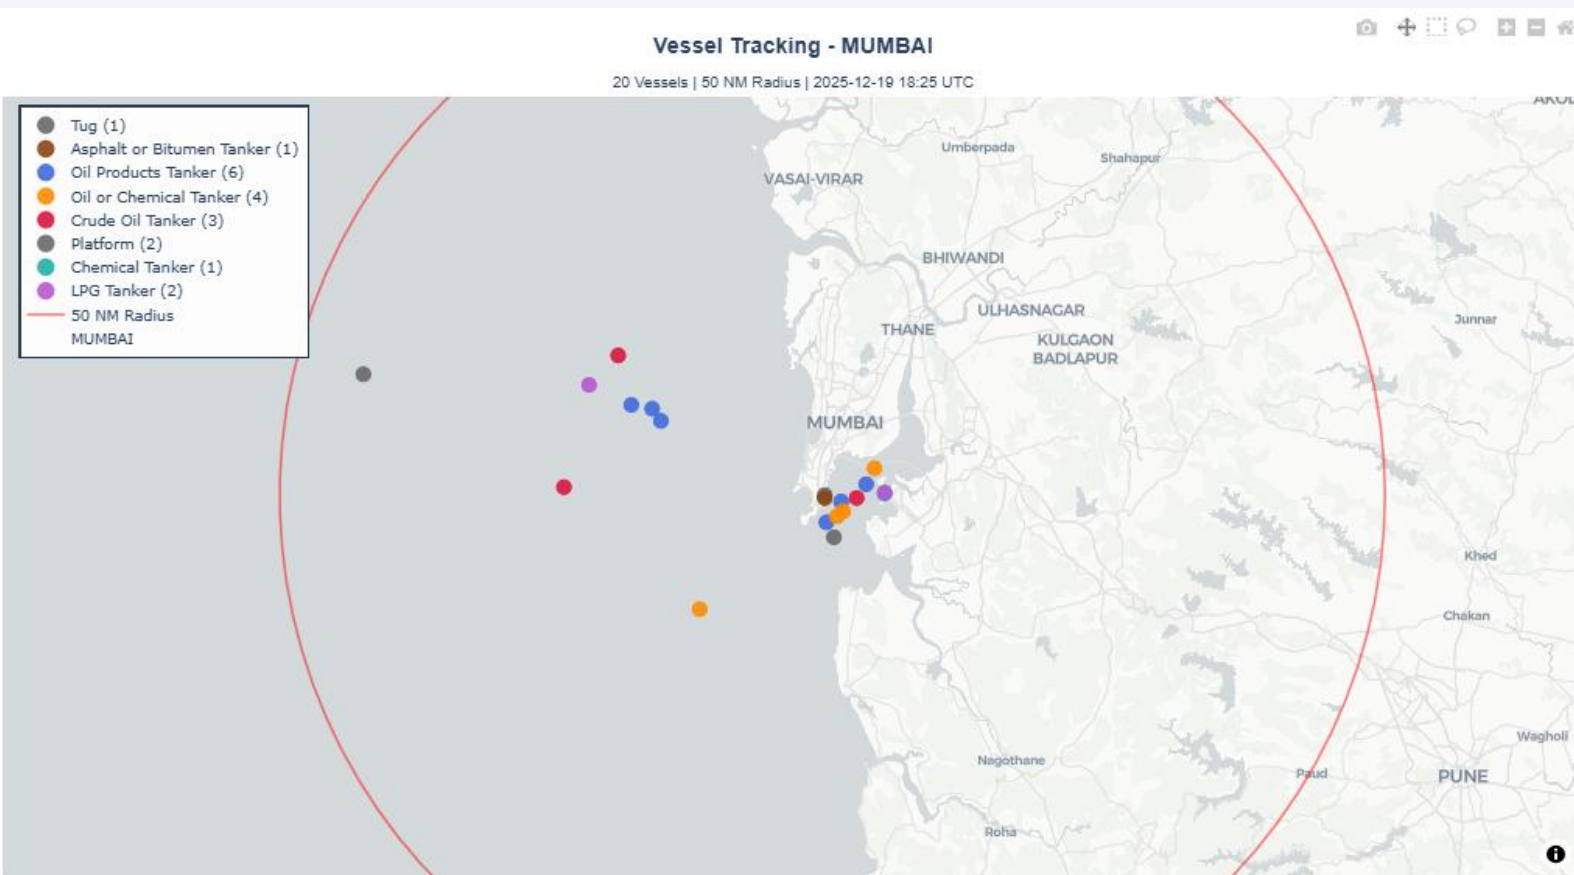 Vessel Tracking - MUMBAI
20 Vessels | 50 NM Radius | 2025-12-19 18:25 UTC
Tug (1)
Asphalt or Bitumen Tanker (1)
Oil Products Tanker (6)
Oil or Chemical Tanker (4)
Crude Oil Tanker (3)
Platform (2)
Chemical Tanker (1)
LPG Tanker (2)
50 NM Radius
MUMBAI
Umberpada
Shahapur
VASAI-VIRAR
BHIWANDI
ULHASNAGAR
THANE
KULGAON
BADLAPUR
Junnar
MUMBAI
Khed
Chakan
Wagholi
Nagothane
Paud
PUNE
Roha